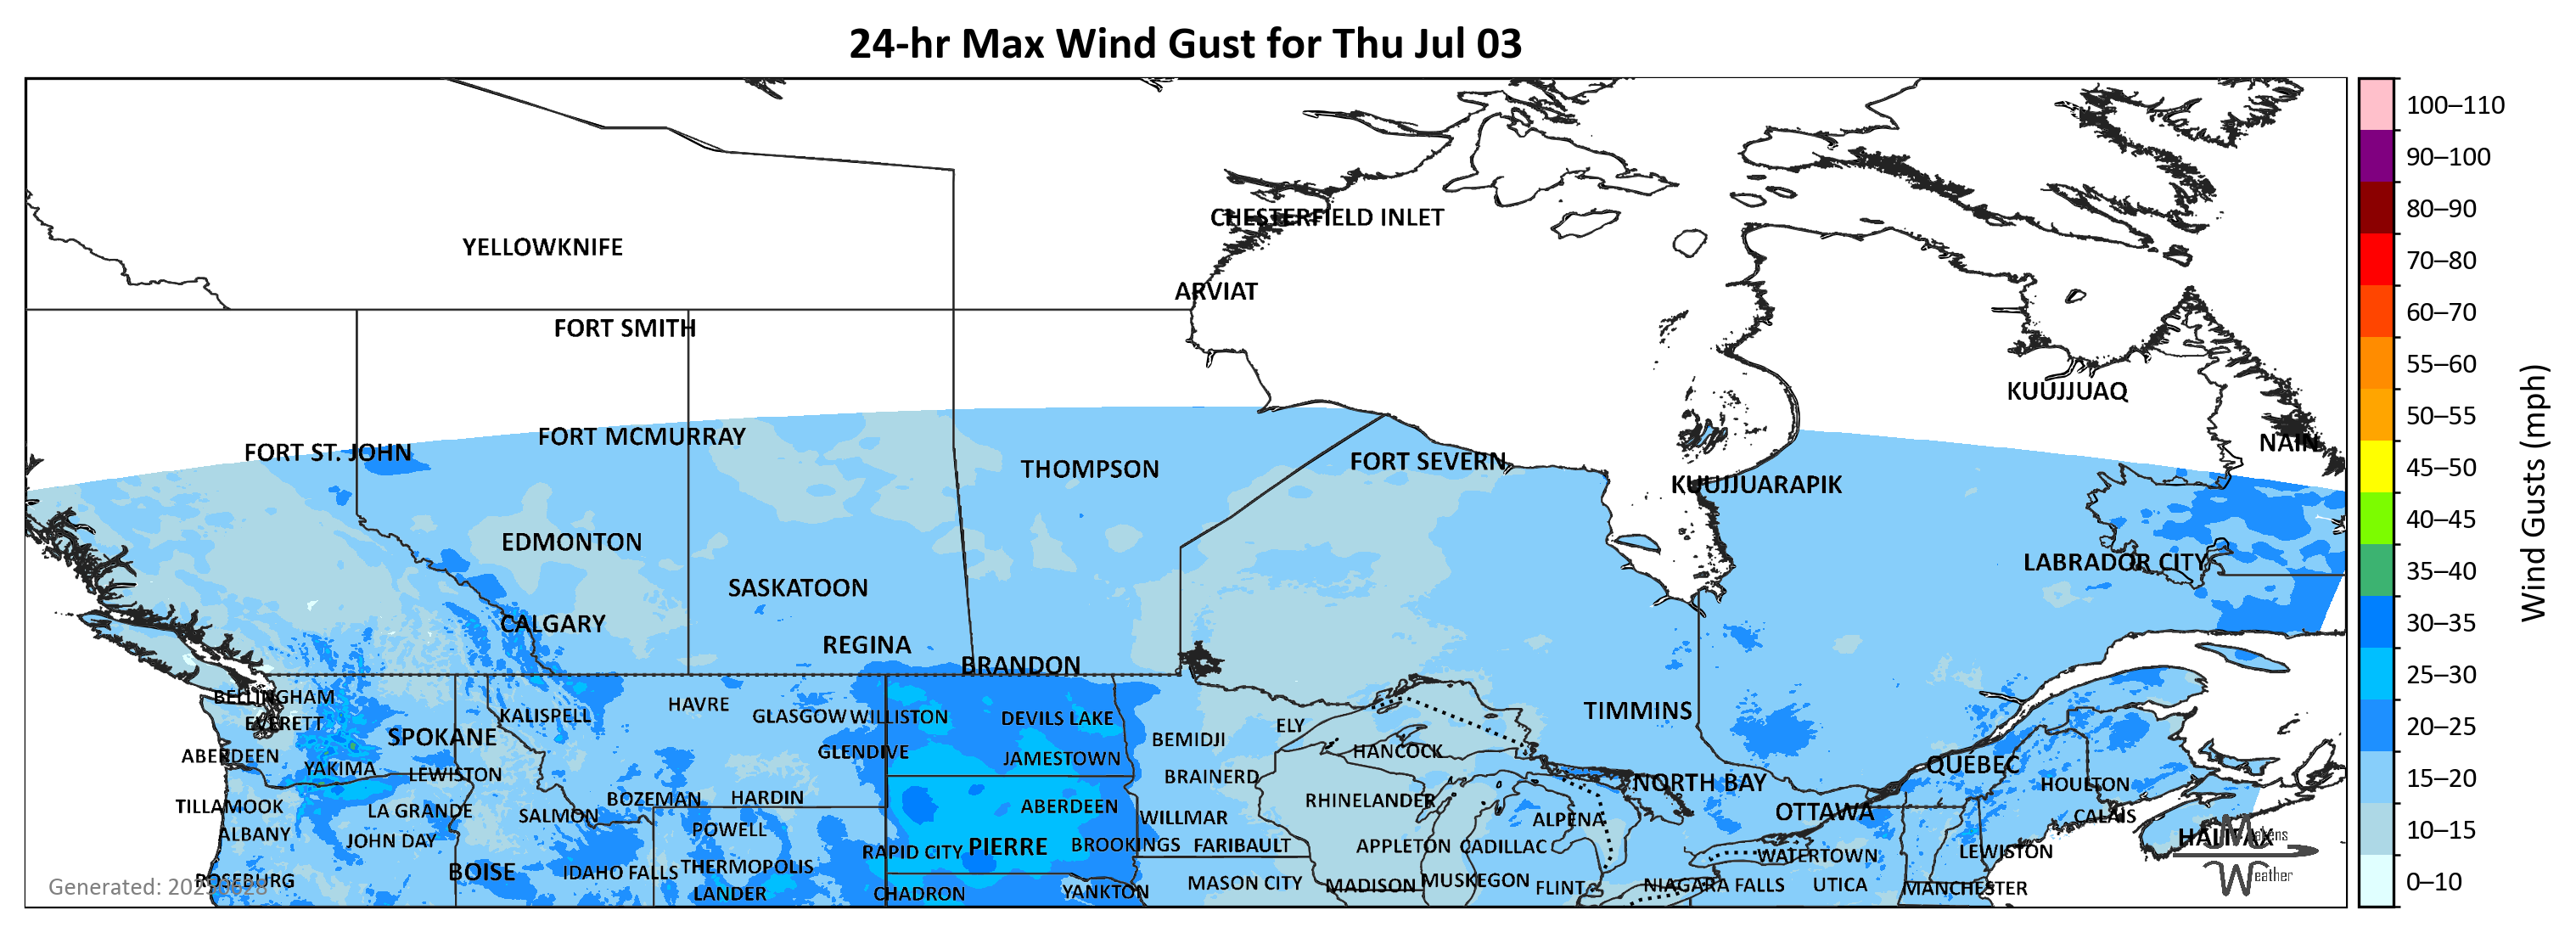 24-hr Max Wind Gust for Thu Jul 03
100–110
90–100
CHESTERFIELD INLET
80–90
YELLOWKNIFE
70–80
ARVIAT
60–70
FORT SMITH
55–60
KUUJJUAQ
50–55
FORT MCMURRAY
NAIN
FORT ST. JOHN
FORT SEVERN
THOMPSON
45–50
KUUJJUARAPIK
40–45
Wind Gusts (mph)
EDMONTON
LABRADOR CITY
35–40
SASKATOON
CALGARY
30–35
REGINA
BRANDON
25–30
BELLINGHAM
HAVRE
TIMMINS
KALISPELL
GLASGOW WILLISTON
DEVILS LAKE
EVERETT
ELY
20–25
SPOKANE
BEMIDJI
ABERDEEN
GLENDIVE
JAMESTOWN
HANCOCK
QUÉBEC
YAKIMA
LEWISTON
BRAINERD
15–20
NORTH BAY
HOULTON
BOZEMAN
HARDIN
RHINELANDER
TILLAMOOK
LA GRANDE
SALMON
ABERDEEN
WILLMAR
ALPENA
OTTAWA
CALAIS
10–15
ALBANY
JOHN DAY
POWELL
HALIFAX
RAPID CITY PIERRE
BROOKINGS
FARIBAULT
APPLETON
CADILLAC
WATERTOWN
LEWISTON
BOISE
IDAHO FALLS
THERMOPOLIS
Weather
ROSEBURG
LANDER
CHADRON
YANKTON
MASON CITY
MADISON
MUSKEGON
FLINT
NIAGARA FALLS
UTICA
MANCHESTER
0–10
Generated: